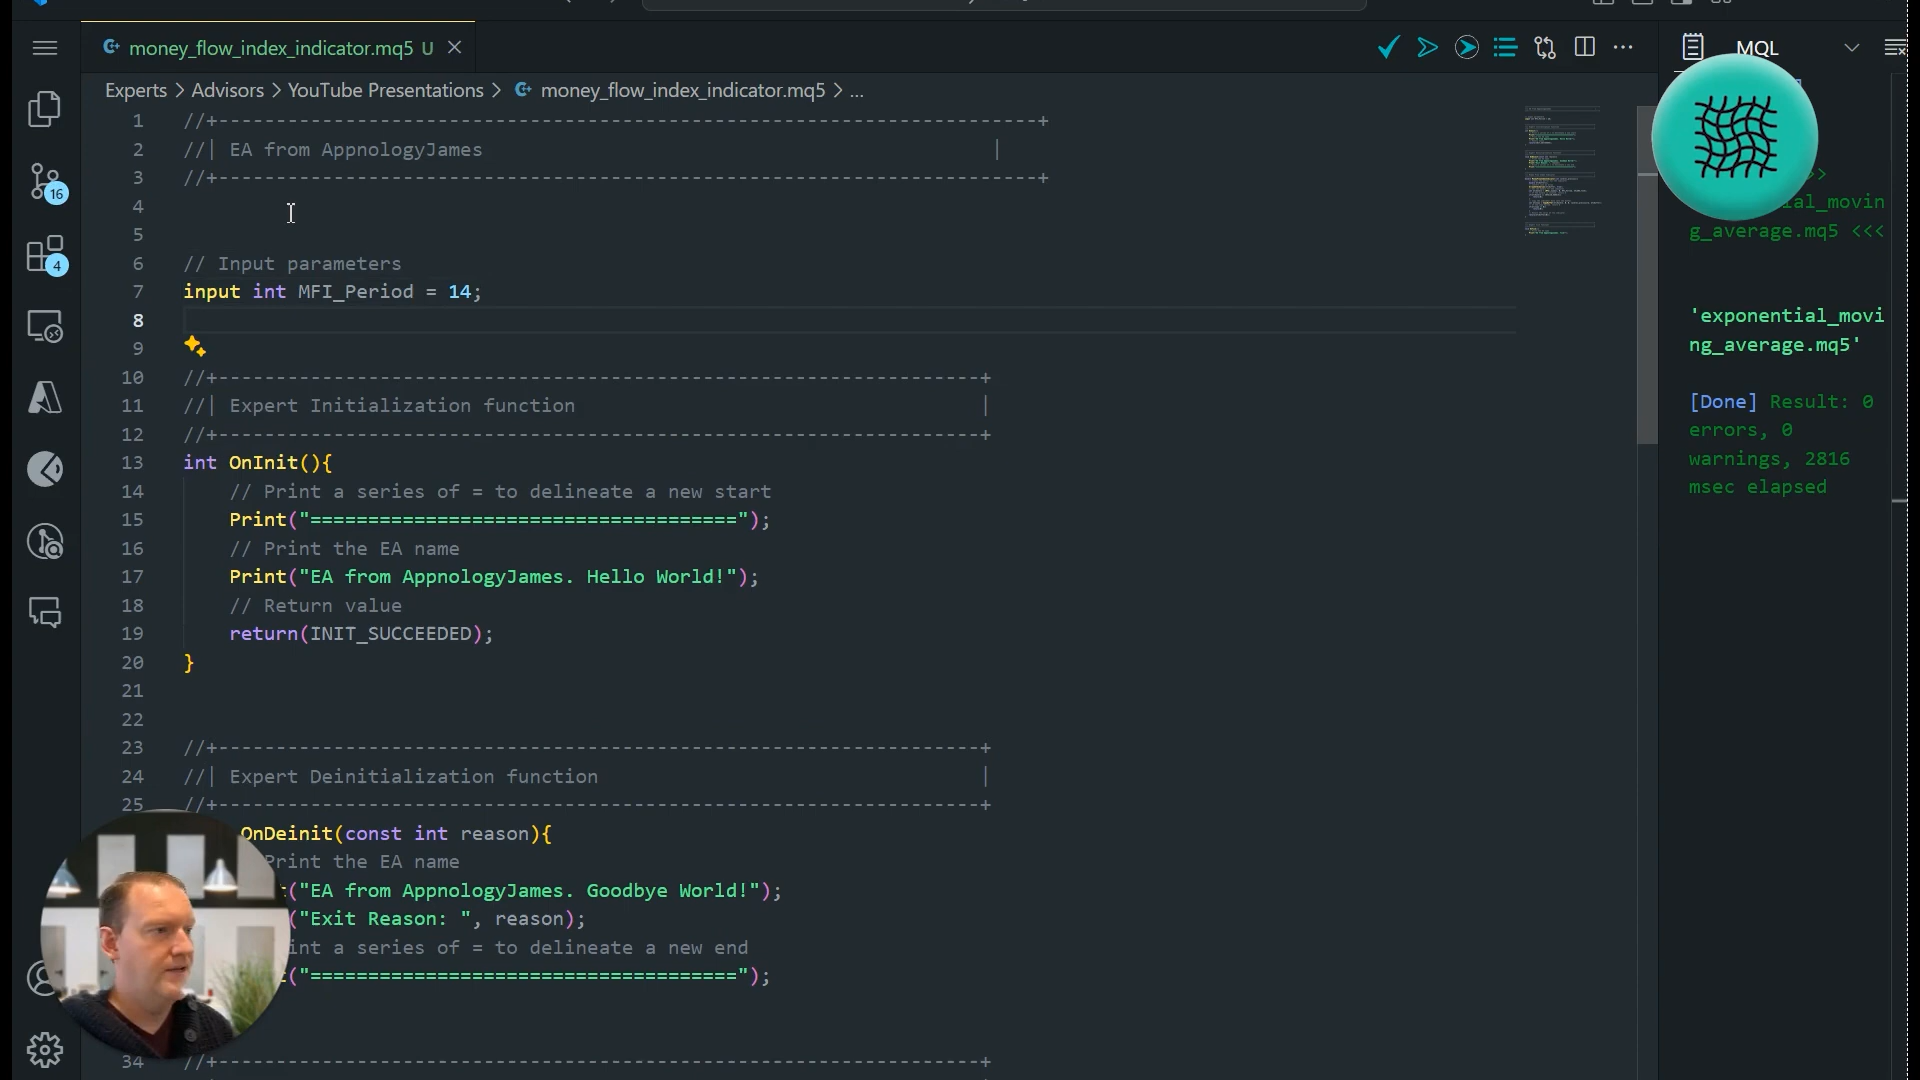 money_flow_index_indicator.mq5 U
MQL
Experts > Advisors > YouTube Presentations > money_flow_index_indicator.mq5 > ...
1 //+-----------------------------------------------------------------------+
2 //| EA from AppnologyJames |
3 //+-----------------------------------------------------------------------+
4
5
6 // Input parameters
7 input int MFI_Period = 14;
8
9
10 //+------------------------------------------------------------------+
11 //| Expert Initialization function |
12 //+------------------------------------------------------------------+
13 int OnInit(){
14 // Print a series of = to delineate a new start
15 Print("=====================================");
16 // Print the EA name
17 Print("EA from AppnologyJames. Hello World!");
18 // Return value
19 return(INIT_SUCCEEDED);
20 }
21
22
23 //+------------------------------------------------------------------+
24 //| Expert Deinitialization function |
25 //+------------------------------------------------------------------+
OnDeinit(const int reason){
Print the EA name
("EA from AppnologyJames. Goodbye World!");
("Exit Reason: ", reason);
int a series of = to delineate a new end
("=====================================");
34 //+------------------------------------------------------------------+
16
4
>>
ial_movin
g_average.mq5 <<<
'exponential_movi
ng_average.mq5'
[Done] Result: 0
errors, 0
warnings, 2816
msec elapsed